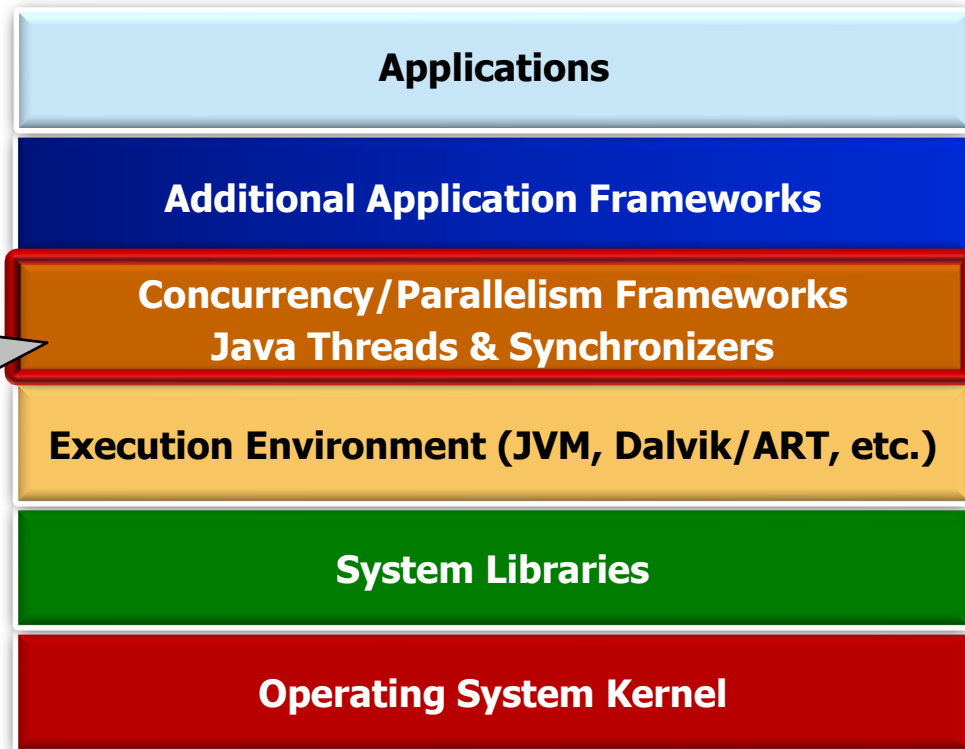 Applications
Additional Application Frameworks
Concurrency/Parallelism Frameworks
Java Threads & Synchronizers
Execution Environment (JVM, Dalvik/ART, etc.)
System Libraries
Operating System Kernel